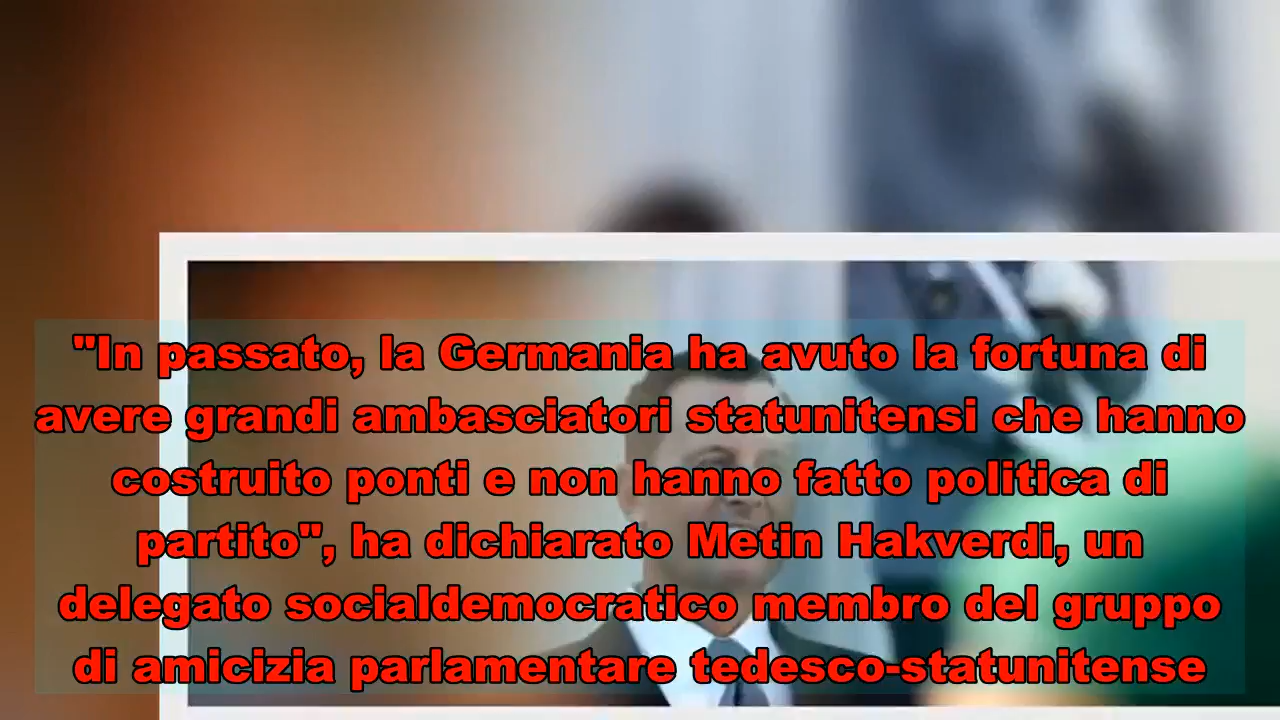 "In passato, la Germania ha avuto la fortuna di
avere grandi ambasciatori statunitensi che hanno
costruito ponti e non hanno fatto politica di
partito", ha dichiarato Metin Hakverdi, un
delegato socialdemocratico membro del gruppo
di amicizia parlamentare tedesco-statunitense